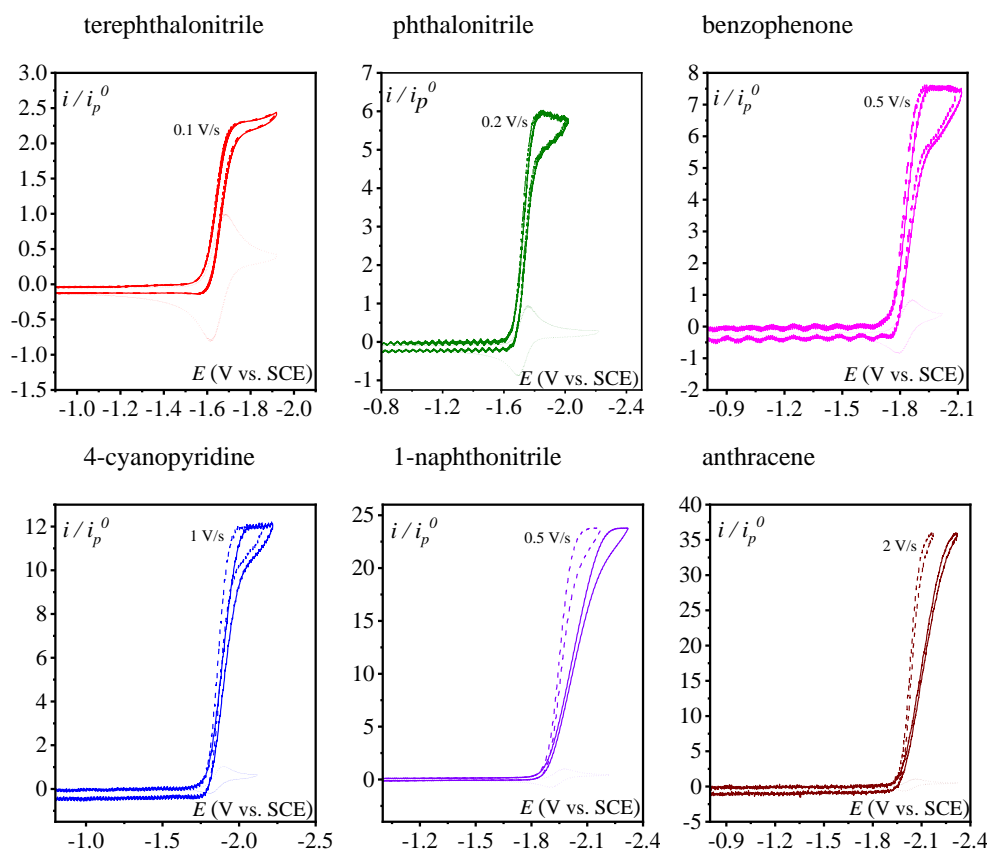 terephthalonitrile
phthalonitrile
benzophenone
3.0
2.5
2.0
1.5
1.0
0.5
0.0
-0.5
-1.0
-1.5
i / i_p^0
0.1 V/s
E (V vs. SCE)
-1.0 -1.2 -1.4 -1.6 -1.8 -2.0
7
6
5
4
3
2
1
0
-1
i / i_p^0
0.2 V/s
E (V vs. SCE)
-0.8 -1.2 -1.6 -2.0 -2.4
8
7
6
5
4
3
2
1
0
-1
-2
i / i_p^0
0.5 V/s
E (V vs. SCE)
-0.9 -1.2 -1.5 -1.8 -2.1
4-cyanopyridine
1-naphthonitrile
anthracene
12
10
8
6
4
2
0
i / i_p^0
1 V/s
E (V vs. SCE)
-1.0 -1.5 -2.0 -2.5
25
20
15
10
5
0
i / i_p^0
0.5 V/s
E (V vs. SCE)
-1.2 -1.5 -1.8 -2.1 -2.4
40
35
30
25
20
15
10
5
0
-5
i / i_p^0
2 V/s
E (V vs. SCE)
-0.9 -1.2 -1.5 -1.8 -2.1 -2.4